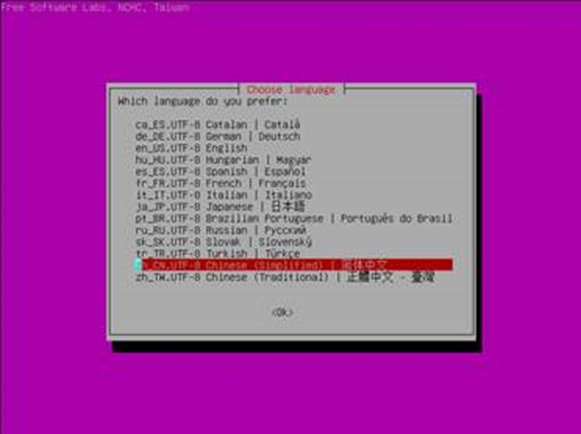 Free Software Labs, NCHC, Taiwan
Choose language
Which language do you prefer:
ca_ES.UTF-8 Catalan | Català
de_DE.UTF-8 German | Deutsch
en_US.UTF-8 English
hu_HU.UTF-8 Hungarian | Magyar
es_ES.UTF-8 Spanish | Español
fr_FR.UTF-8 French | Français
it_IT.UTF-8 Italian | Italiano
ja_JP.UTF-8 Japanese | 日本語
pt_BR.UTF-8 Brazilian Portuguese | Português do Brasil
ru_RU.UTF-8 Russian | Русский
sk_SK.UTF-8 Slovak | Slovenský
tr_TR.UTF-8 Turkish | Türkçe
zh_CN.UTF-8 Chinese (Simplified) | 简体中文
zh_TW.UTF-8 Chinese (Traditional) | 正體中文 - 臺灣
<Ok>